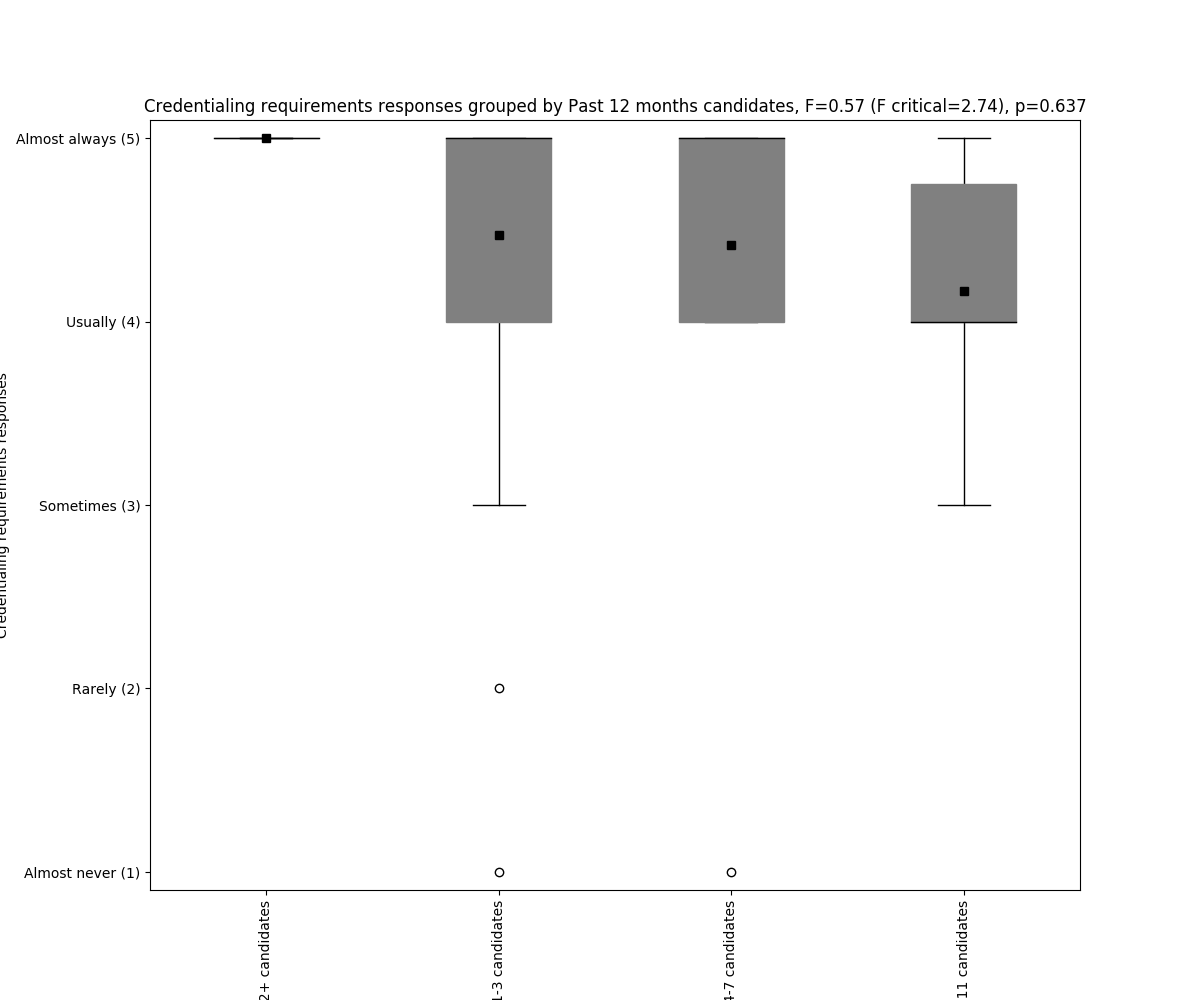 Credentialing requirements responses grouped by Past 12 months candidates, F=0.57 (F critical=2.74), p=0.637
Almost always (5)
Usually (4)
Sometimes (3)
Rarely (2)
Almost never (1)
Credentialing requirements responses
2+ candidates
1-3 candidates
4-7 candidates
11 candidates